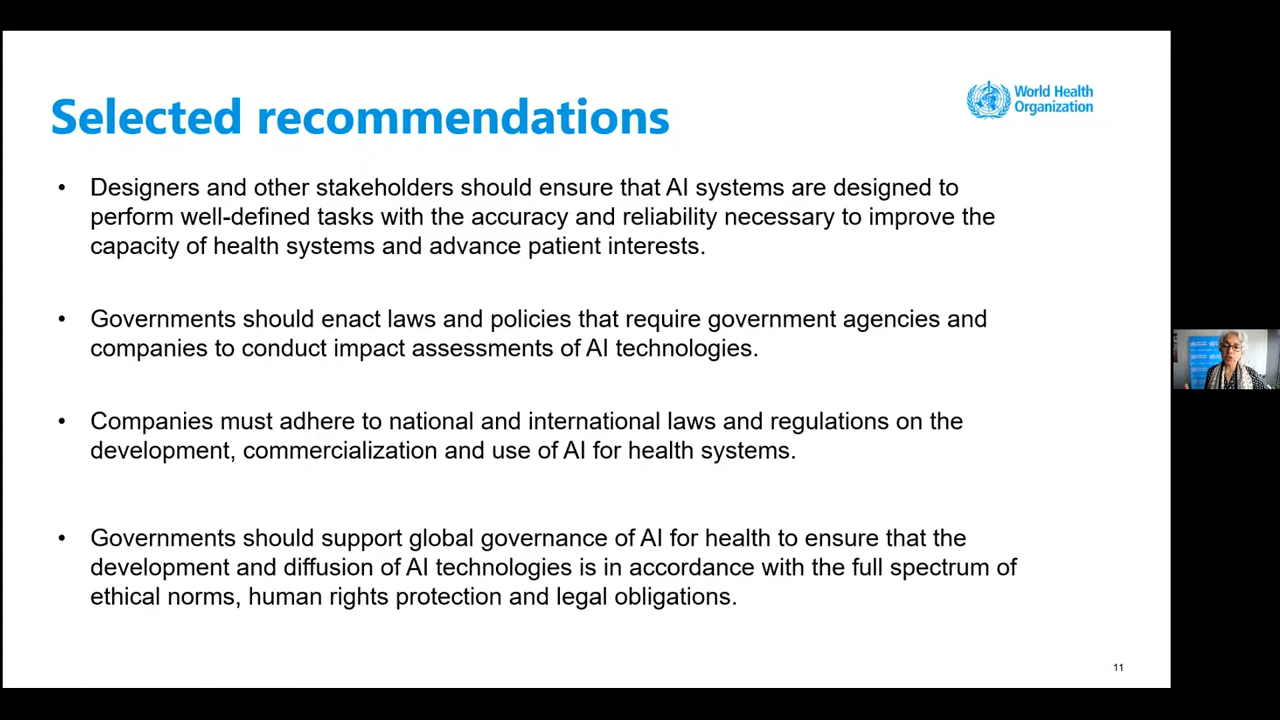 Selected recommendations
World Health
Organization
• Designers and other stakeholders should ensure that AI systems are designed to
perform well-defined tasks with the accuracy and reliability necessary to improve the
capacity of health systems and advance patient interests.
• Governments should enact laws and policies that require government agencies and
companies to conduct impact assessments of AI technologies.
• Companies must adhere to national and international laws and regulations on the
development, commercialization and use of AI for health systems.
• Governments should support global governance of AI for health to ensure that the
development and diffusion of AI technologies is in accordance with the full spectrum of
ethical norms, human rights protection and legal obligations.
11